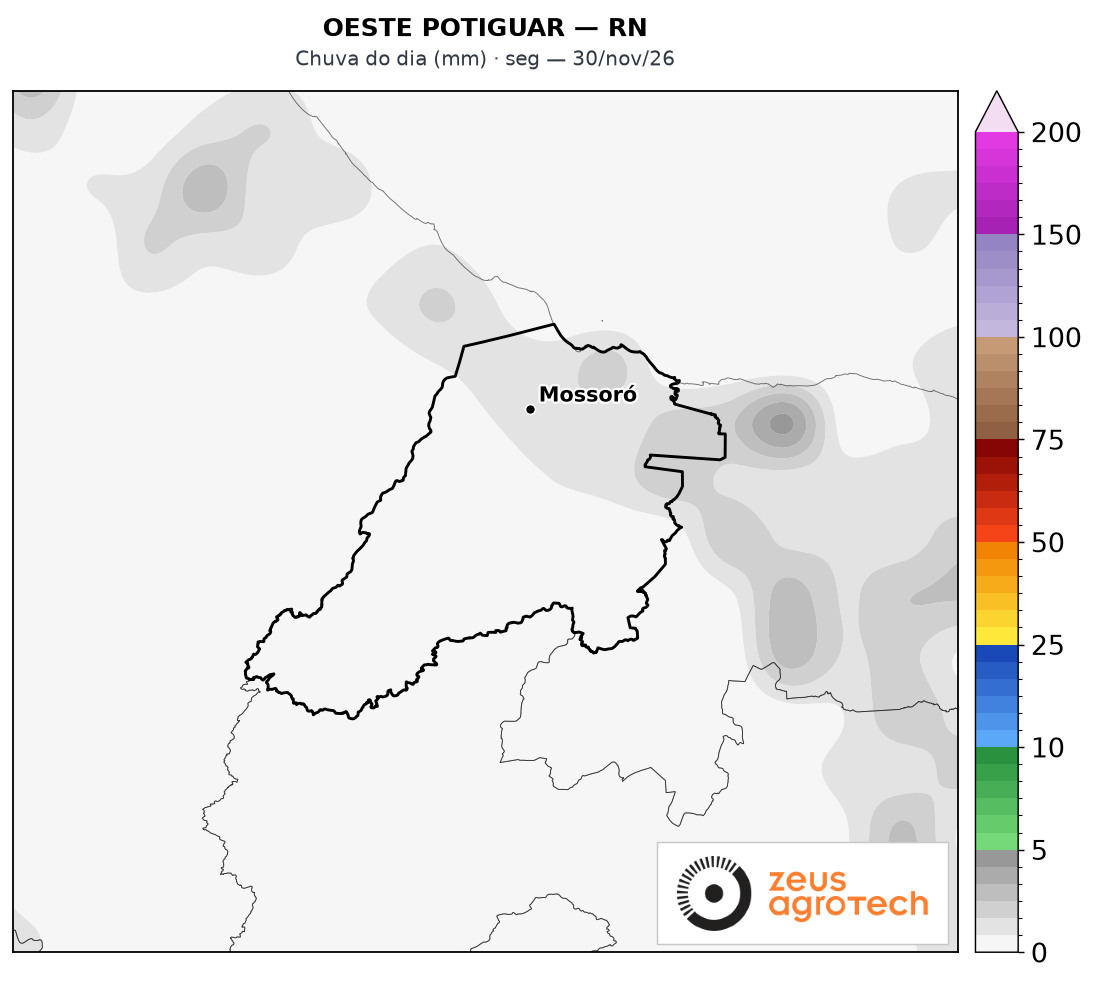 OESTE POTIGUAR — RN
Chuva do dia (mm) · seg — 30/nov/26
200
150
100
75
50
25
10
5
0
Mossoró
zeus
agrotech